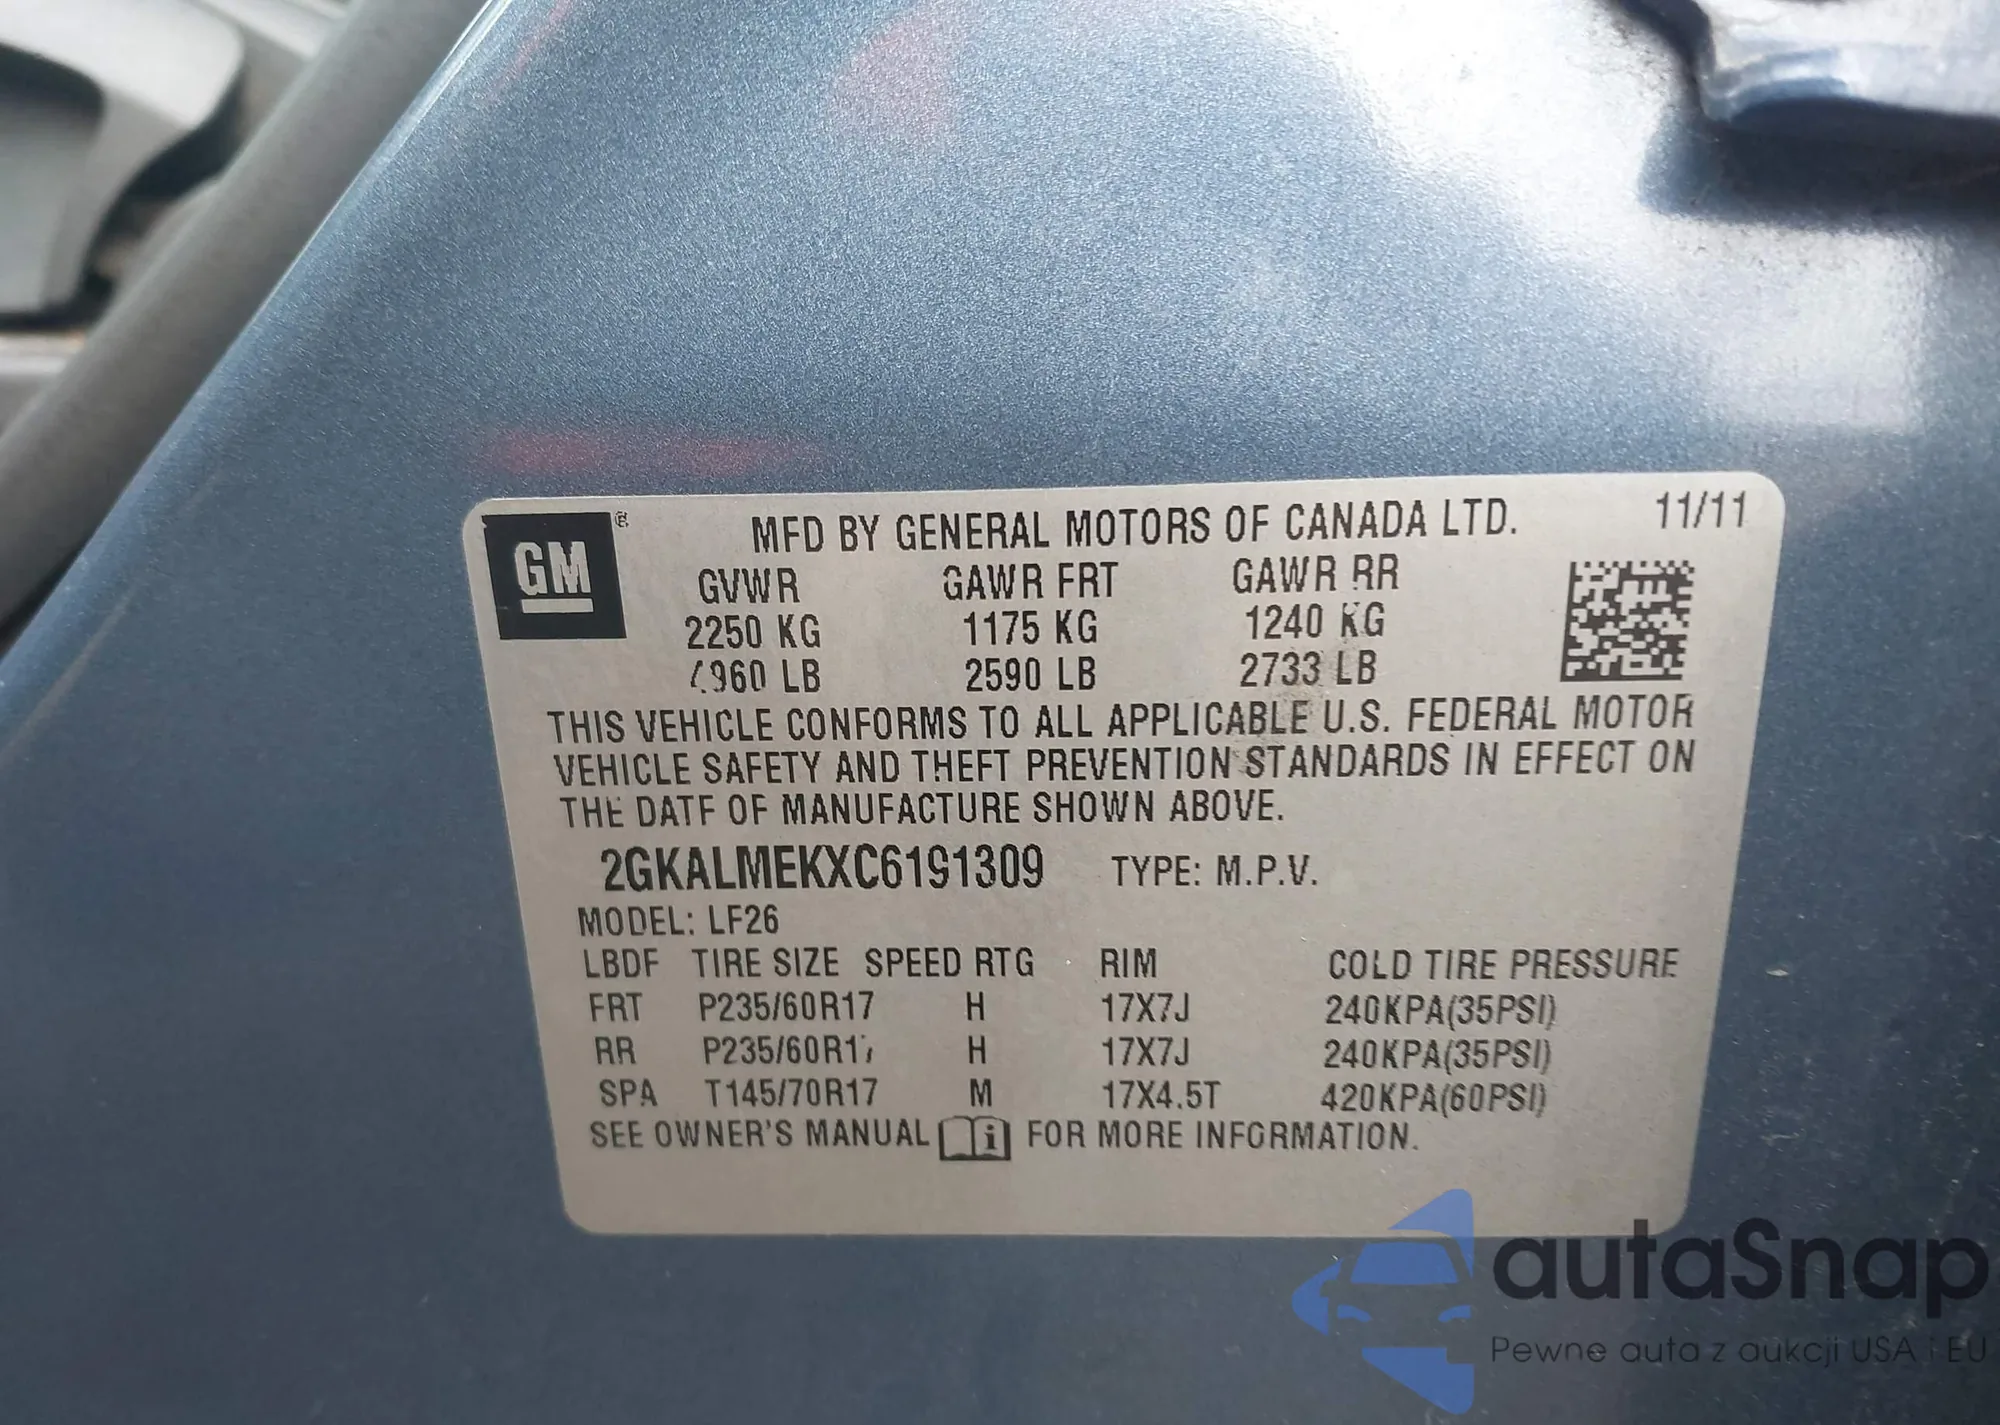 GM ®
MFD BY GENERAL MOTORS OF CANADA LTD. 11/11
GVWR GAWR FRT GAWR RR
2250 KG 1175 KG 1240 KG
4960 LB 2590 LB 2733 LB
THIS VEHICLE CONFORMS TO ALL APPLICABLE U.S. FEDERAL MOTOR
VEHICLE SAFETY AND THEFT PREVENTION STANDARDS IN EFFECT ON
THE DATE OF MANUFACTURE SHOWN ABOVE.
2GKALMEKXC6191309 TYPE: M.P.V.
MODEL: LF26
LBDF TIRE SIZE SPEED RTG RIM COLD TIRE PRESSURE
FRT P235/60R17 H 17X7J 240KPA(35PSI)
RR P235/60R17 H 17X7J 240KPA(35PSI)
SPA T145/70R17 M 17X4.5T 420KPA(60PSI)
SEE OWNER'S MANUAL i FOR MORE INFORMATION.
autaSnap
Pewne auta z aukcji USA i EU